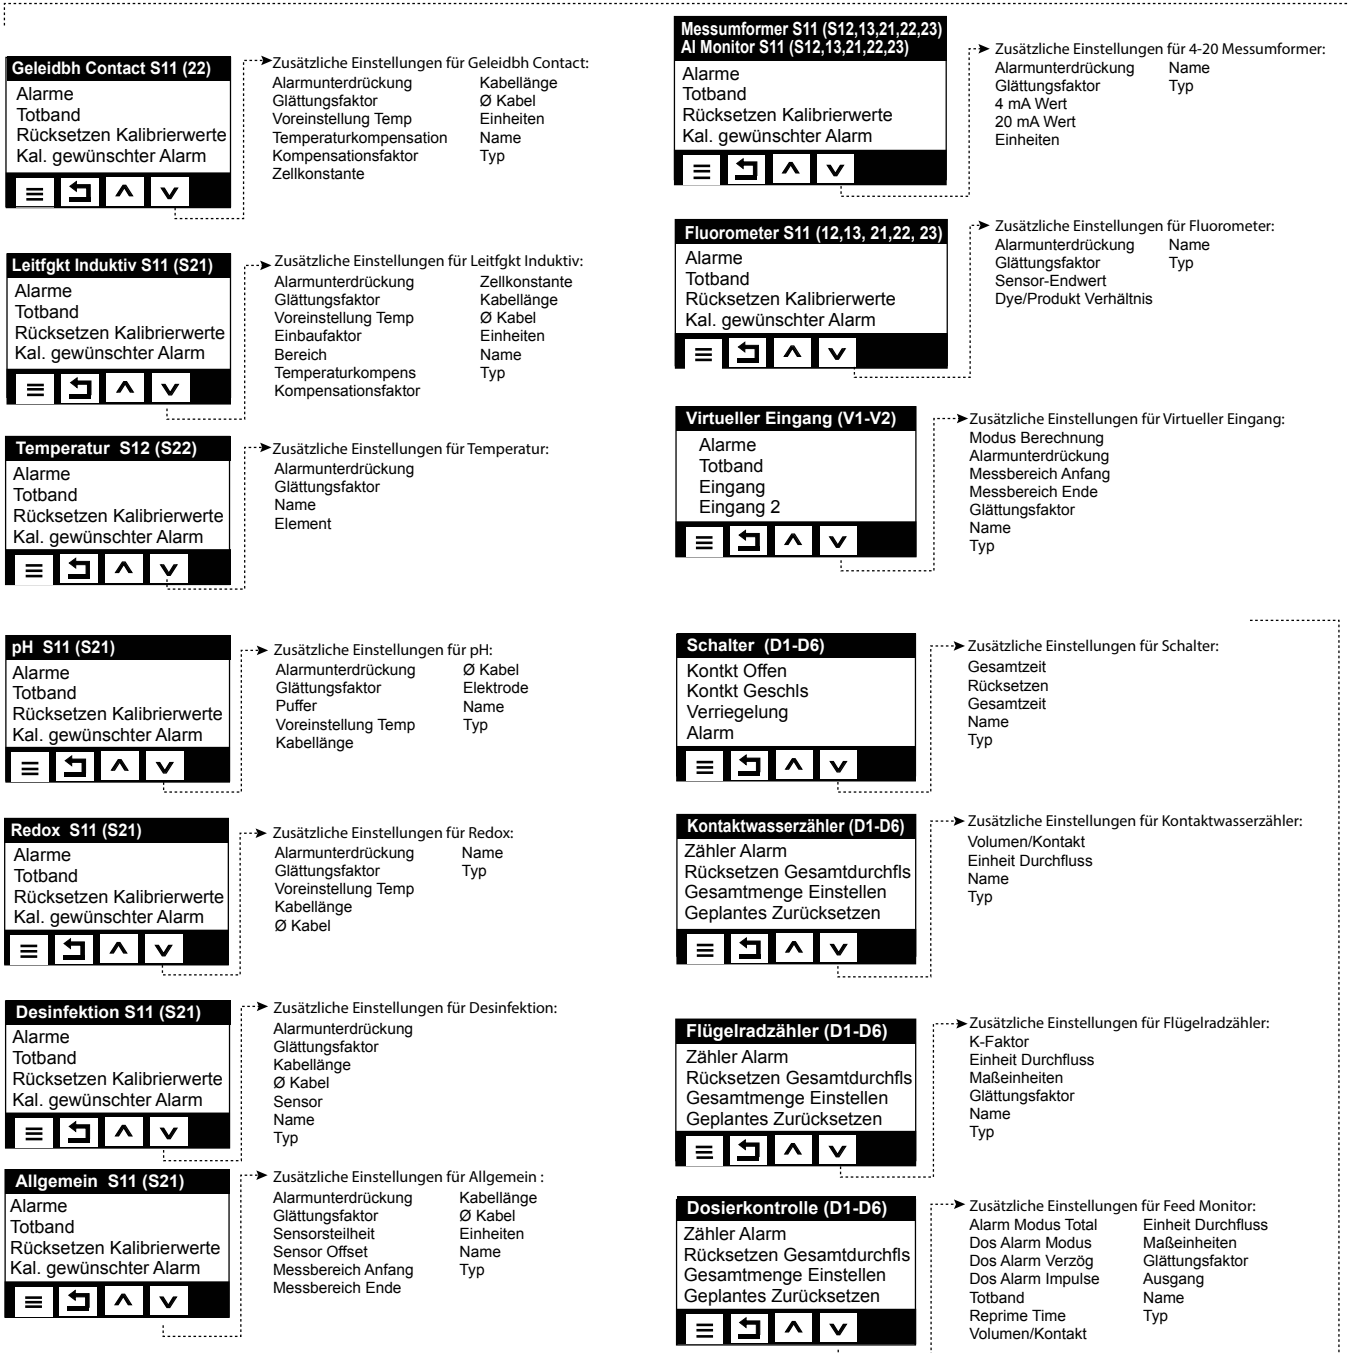 Geleidbh Contact S11 (22)
Alarme
Totband
Rücksetzen Kalibrierwerte
Kal. gewünschter Alarm
Zusätzliche Einstellungen für Geleidbh Contact:
Alarmunterdrückung
Glättungsfaktor
Voreinstellung Temp
Temperaturkompensation
Kompensationsfaktor
Zellkonstante
Kabellänge
Ø Kabel
Einheiten
Name
Typ
Leitfgkt Induktiv S11 (S21)
Alarme
Totband
Rücksetzen Kalibrierwerte
Kal. gewünschter Alarm
Zusätzliche Einstellungen für Leitfgkt Induktiv:
Alarmunterdrückung
Glättungsfaktor
Voreinstellung Temp
Einbaufaktor
Bereich
Temperaturkompens
Kompensationsfaktor
Zellkonstante
Kabellänge
Ø Kabel
Einheiten
Name
Typ
Temperatur S12 (S22)
Alarme
Totband
Rücksetzen Kalibrierwerte
Kal. gewünschter Alarm
Zusätzliche Einstellungen für Temperatur:
Alarmunterdrückung
Glättungsfaktor
Name
Element
pH S11 (S21)
Alarme
Totband
Rücksetzen Kalibrierwerte
Kal. gewünschter Alarm
Zusätzliche Einstellungen für pH:
Alarmunterdrückung
Glättungsfaktor
Puffer
Voreinstellung Temp
Kabellänge
Ø Kabel
Elektrode
Name
Typ
Redox S11 (S21)
Alarme
Totband
Rücksetzen Kalibrierwerte
Kal. gewünschter Alarm
Zusätzliche Einstellungen für Redox:
Alarmunterdrückung
Glättungsfaktor
Voreinstellung Temp
Kabellänge
Ø Kabel
Name
Typ
Desinfektion S11 (S21)
Alarme
Totband
Rücksetzen Kalibrierwerte
Kal. gewünschter Alarm
Zusätzliche Einstellungen für Desinfektion:
Alarmunterdrückung
Glättungsfaktor
Kabellänge
Ø Kabel
Sensor
Name
Typ
Allgemein S11 (S21)
Alarme
Totband
Rücksetzen Kalibrierwerte
Kal. gewünschter Alarm
Zusätzliche Einstellungen für Allgemein :
Alarmunterdrückung
Glättungsfaktor
Sensorsteilheit
Sensor Offset
Messbereich Anfang
Messbereich Ende
Kabellänge
Ø Kabel
Einheiten
Name
Typ
Messumformer S11 (S12,13,21,22,23)
AI Monitor S11 (S12,13,21,22,23)
Alarme
Totband
Rücksetzen Kalibrierwerte
Kal. gewünschter Alarm
Zusätzliche Einstellungen für 4-20 Messumformer:
Alarmunterdrückung
Glättungsfaktor
4 mA Wert
20 mA Wert
Einheiten
Name
Typ
Fluorometer S11 (12,13, 21,22, 23)
Alarme
Totband
Rücksetzen Kalibrierwerte
Kal. gewünschter Alarm
Zusätzliche Einstellungen für Fluorometer:
Alarmunterdrückung
Glättungsfaktor
Sensor-Endwert
Dye/Produkt Verhältnis
Name
Typ
Virtueller Eingang (V1-V2)
Alarme
Totband
Eingang
Eingang 2
Zusätzliche Einstellungen für Virtueller Eingang:
Modus Berechnung
Alarmunterdrückung
Messbereich Anfang
Messbereich Ende
Glättungsfaktor
Name
Typ
Schalter (D1-D6)
Kontkt Offen
Kontkt Geschls
Verriegelung
Alarm
Zusätzliche Einstellungen für Schalter:
Gesamtzeit
Rücksetzen
Gesamtzeit
Name
Typ
Kontaktwasserzähler (D1-D6)
Zähler Alarm
Rücksetzen Gesamtdurchfls
Gesamtmenge Einstellen
Geplantes Zurücksetzen
Zusätzliche Einstellungen für Kontaktwasserzähler:
Volumen/Kontakt
Einheit Durchfluss
Name
Typ
Flügelradzähler (D1-D6)
Zähler Alarm
Rücksetzen Gesamtdurchfls
Gesamtmenge Einstellen
Geplantes Zurücksetzen
Zusätzliche Einstellungen für Flügelradzähler:
K-Faktor
Einheit Durchfluss
Maßeinheiten
Glättungsfaktor
Name
Typ
Dosierkontrolle (D1-D6)
Zähler Alarm
Rücksetzen Gesamtdurchfls
Gesamtmenge Einstellen
Geplantes Zurücksetzen
Zusätzliche Einstellungen für Feed Monitor:
Alarm Modus Total
Dos Alarm Modus
Dos Alarm Verzög
Dos Alarm Impulse
Totband
Reprime Time
Volumen/Kontakt
Einheit Durchfluss
Maßeinheiten
Glättungsfaktor
Ausgang
Name
Typ